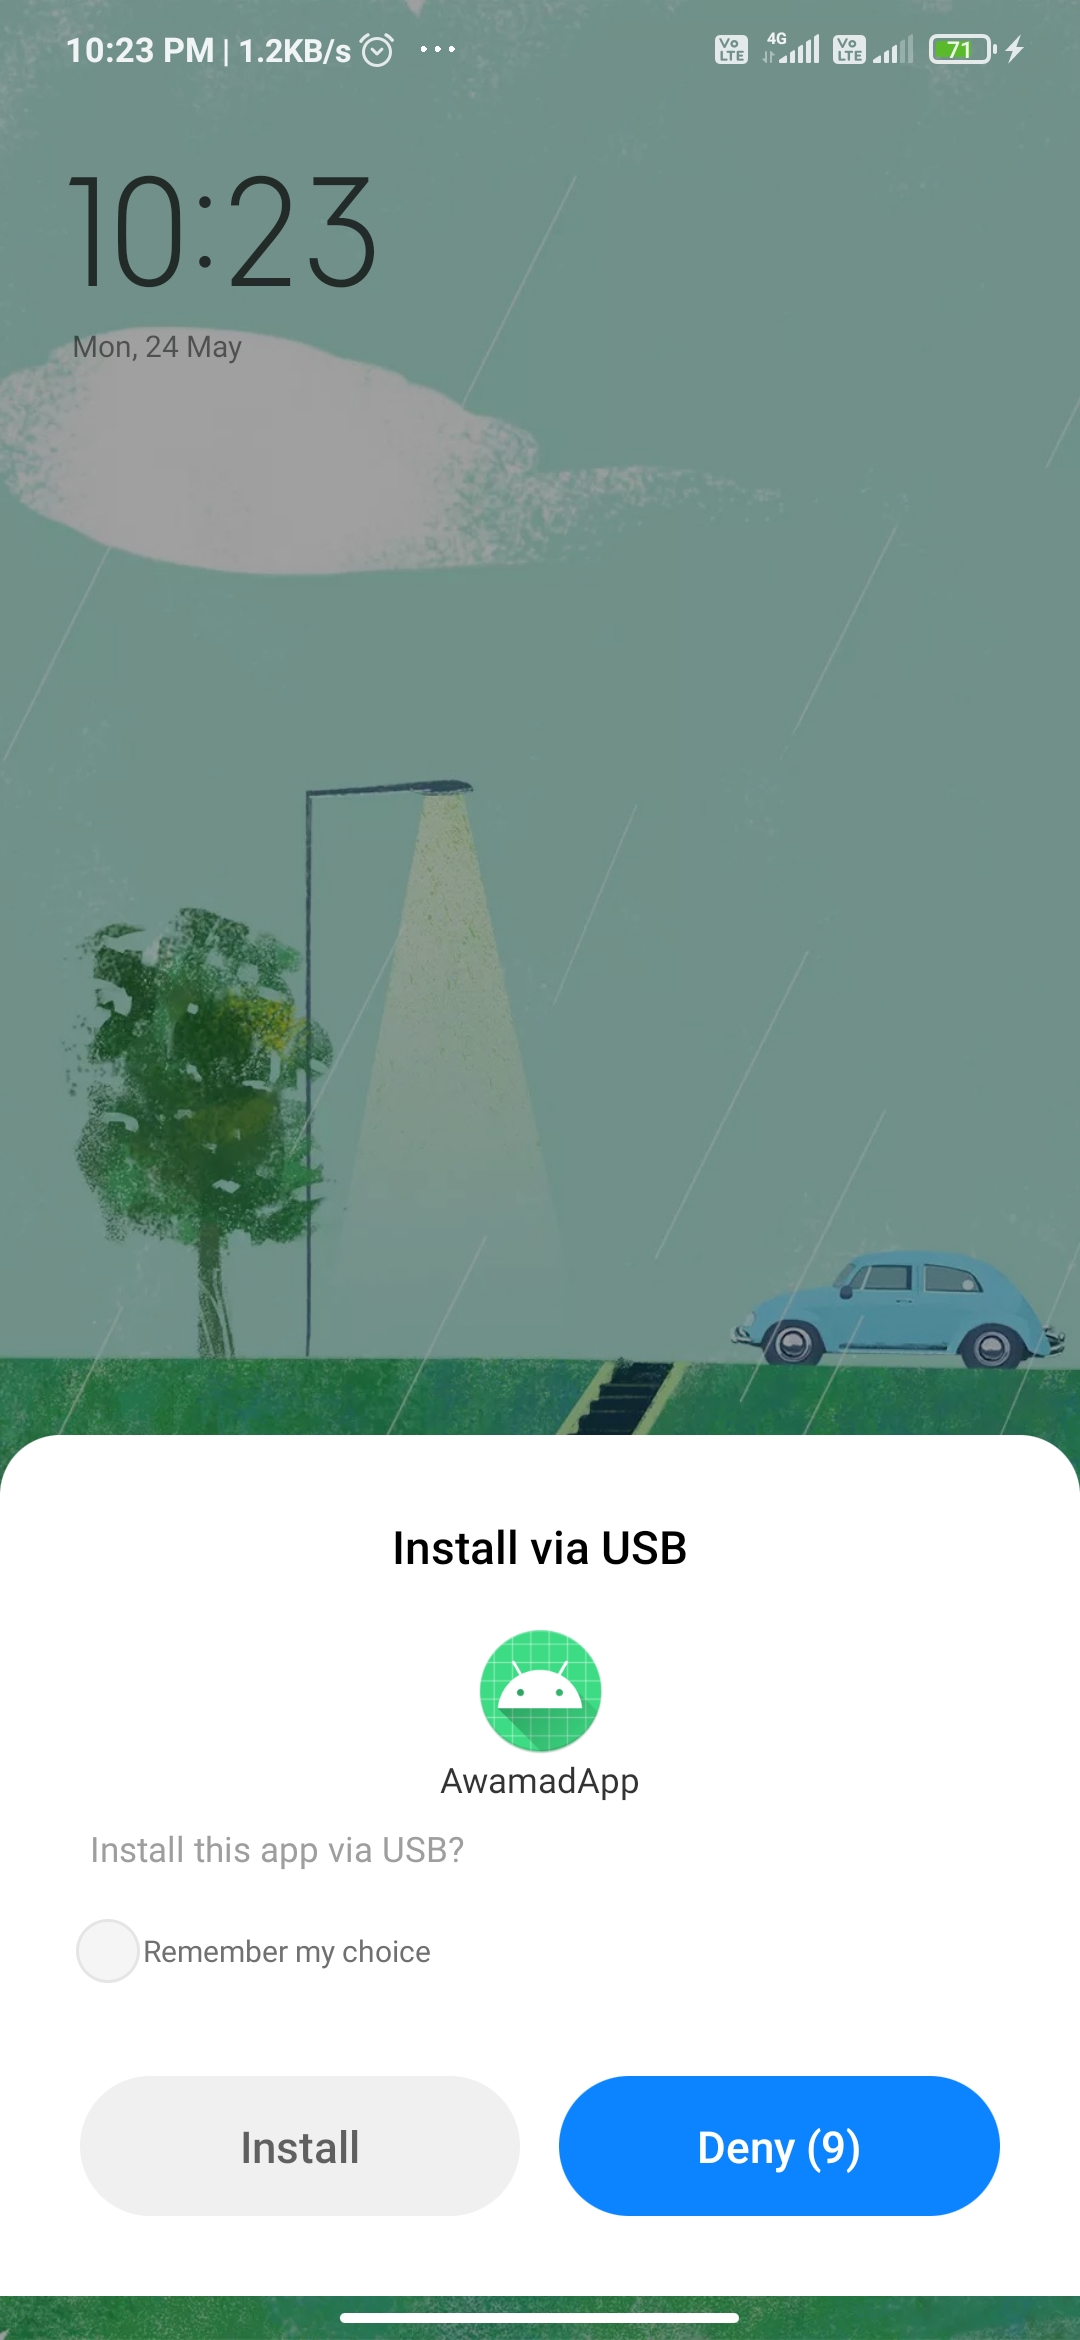 10:23 PM | 1.2KB/s ...
Vo LTE 4G Vo LTE 71
10:23
Mon, 24 May
Install via USB
AwamadApp
Install this app via USB?
Remember my choice
Install
Deny (9)